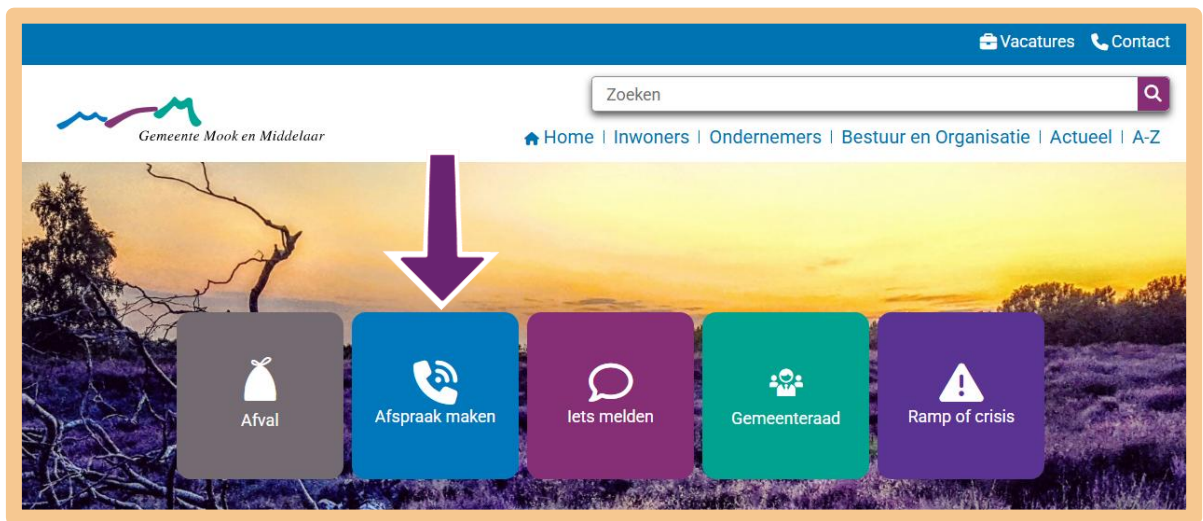 Vacatures Contact
Zoeken
Gemeente Mook en Middelaar
Home | Inwoners | Ondernemers | Bestuur en Organisatie | Actueel | A-Z
Afval
Afspraak maken
Iets melden
Gemeenteraad
Ramp of crisis